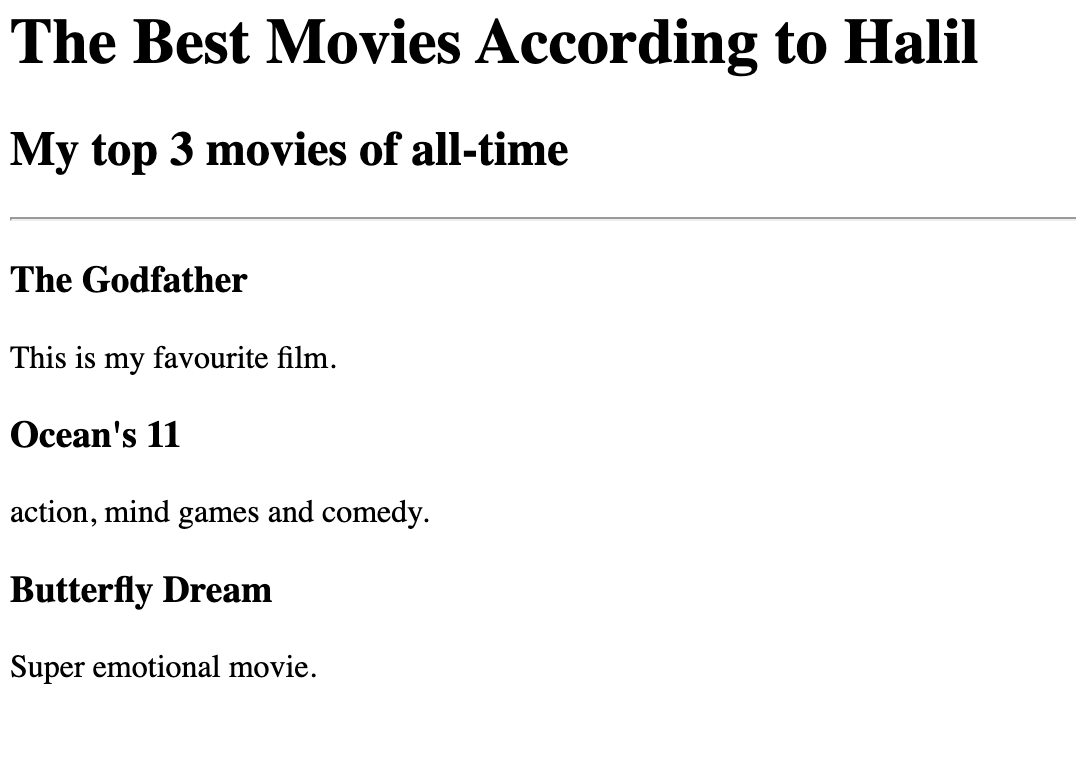 The Best Movies According to Halil
My top 3 movies of all-time
The Godfather
This is my favourite film.
Ocean's 11
action, mind games and comedy.
Butterfly Dream
Super emotional movie.